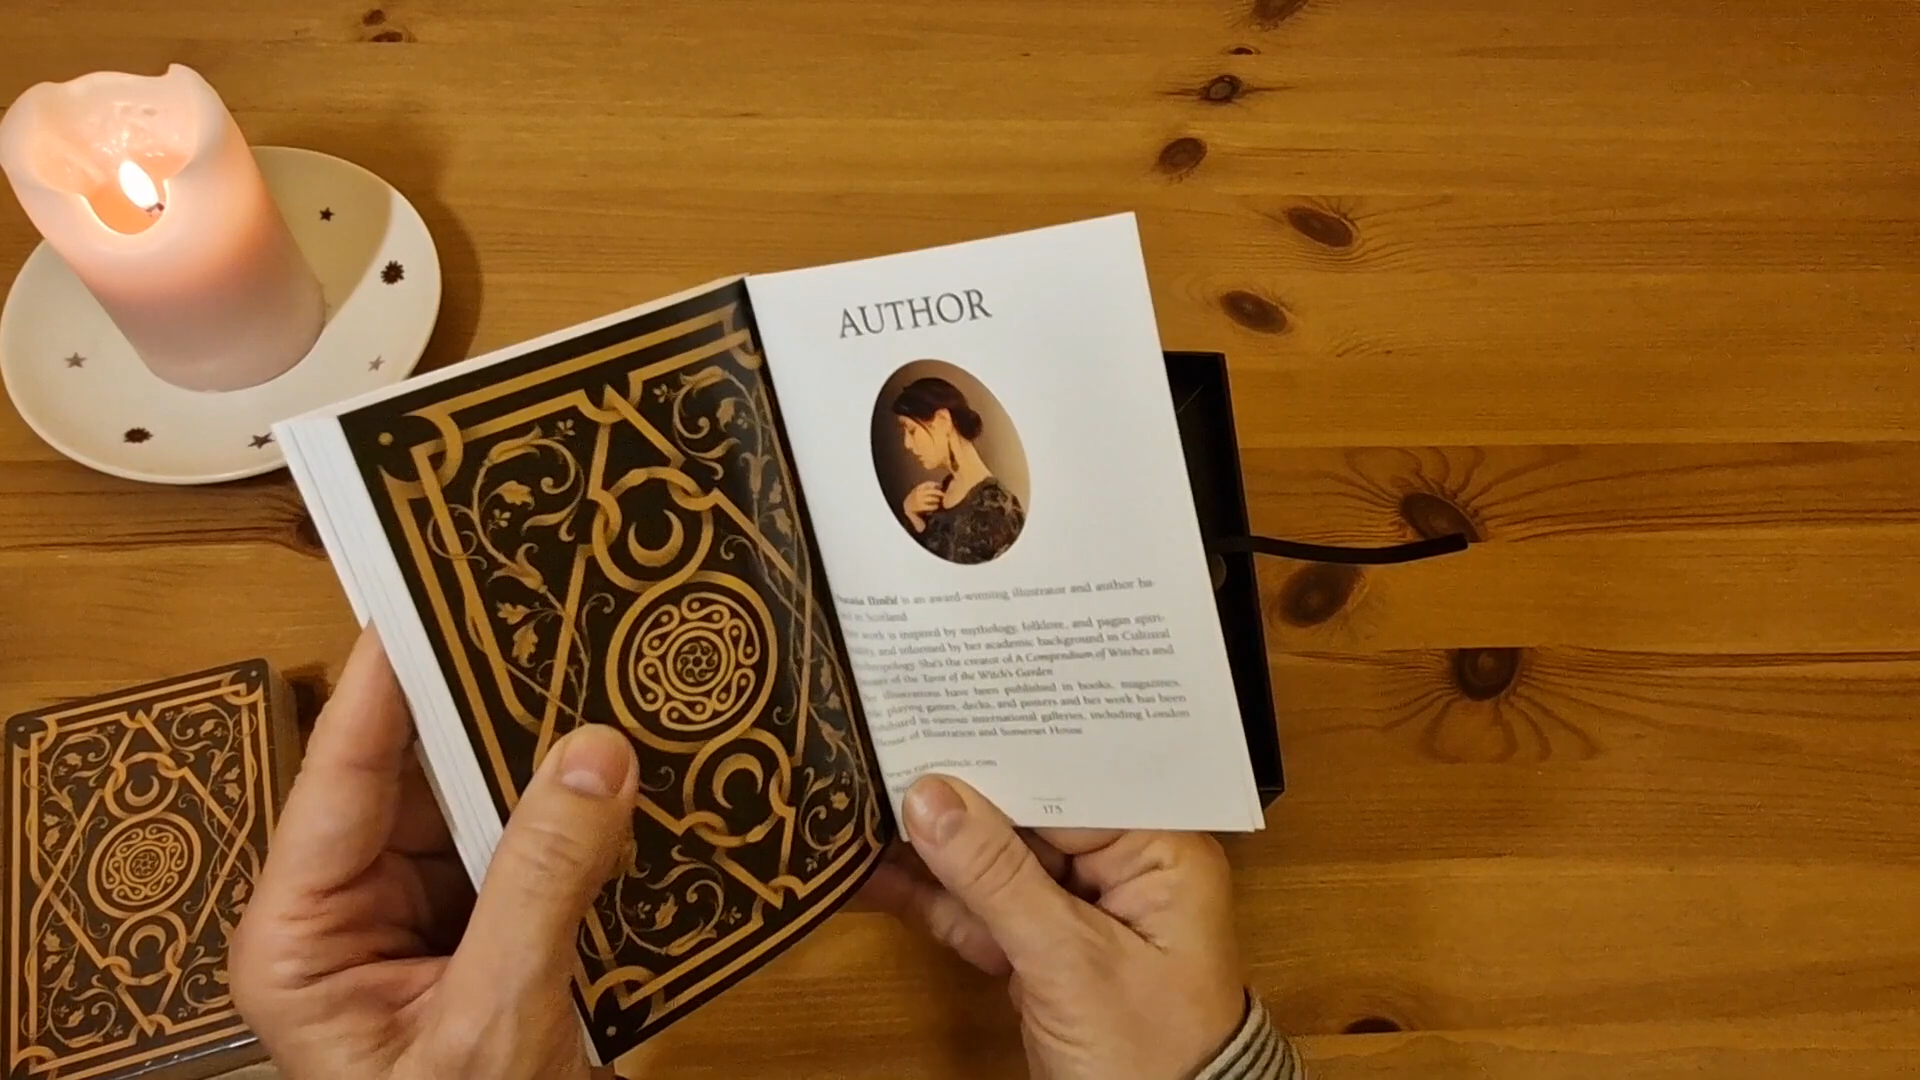 AUTHOR
Ilinčić is an award-winning illustrator and author ba-
in Scotland
work is inspired by mythology, folklore, and pagan spiri-
and informed by her academic background in Cultural
She's the creator of A Compendium of Witches and
of the Tarot of the Witch's Garden
illustrations have been published in books, magazines,
playing games, decks, and posters and her work has been
in various international galleries, including London
House of Illustration and Somerset House
175